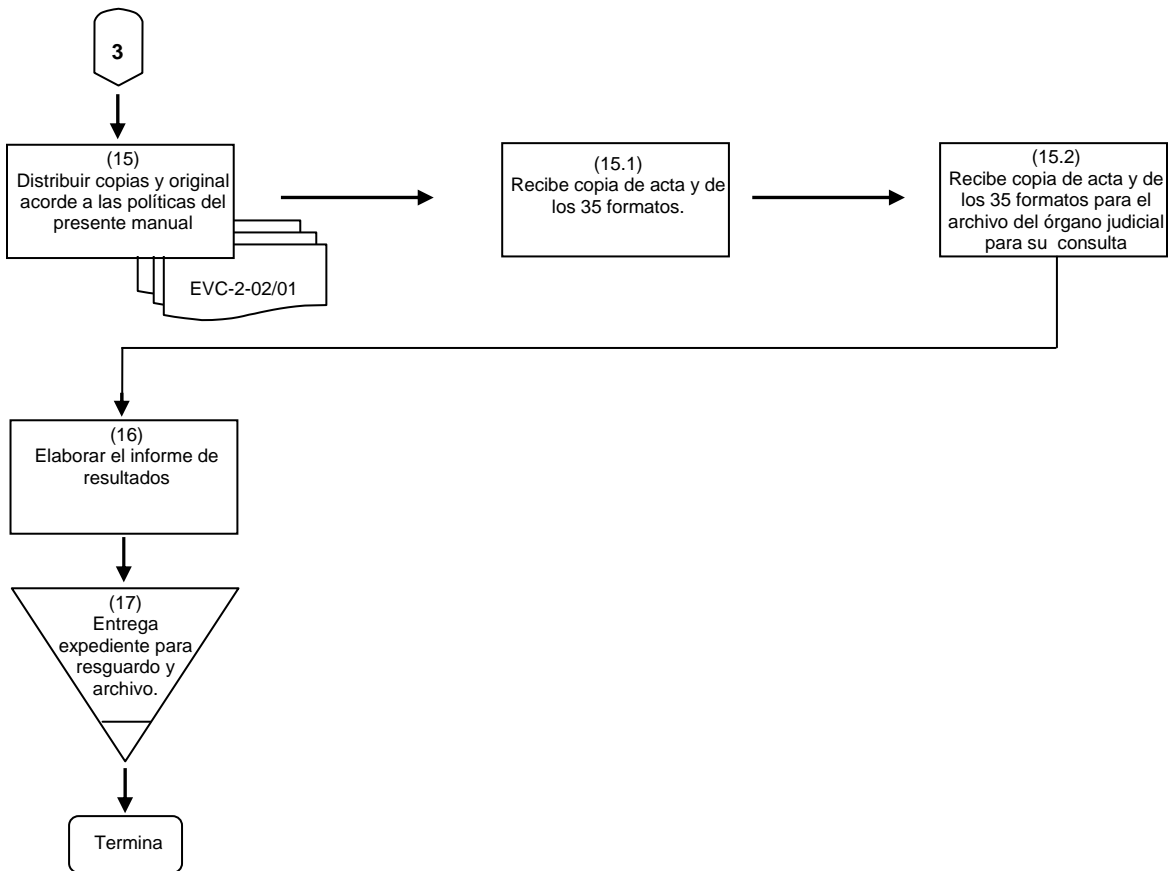 3
(15)
Distribuir copias y original
acorde a las políticas del
presente manual
EVC-2-02/01
(15.1)
Recibe copia de acta y de
los 35 formatos.
(15.2)
Recibe copia de acta y de
los 35 formatos para el
archivo del órgano judicial
para su consulta
(16)
Elaborar el informe de
resultados
(17)
Entrega
expediente para
resguardo y
archivo.
Termina